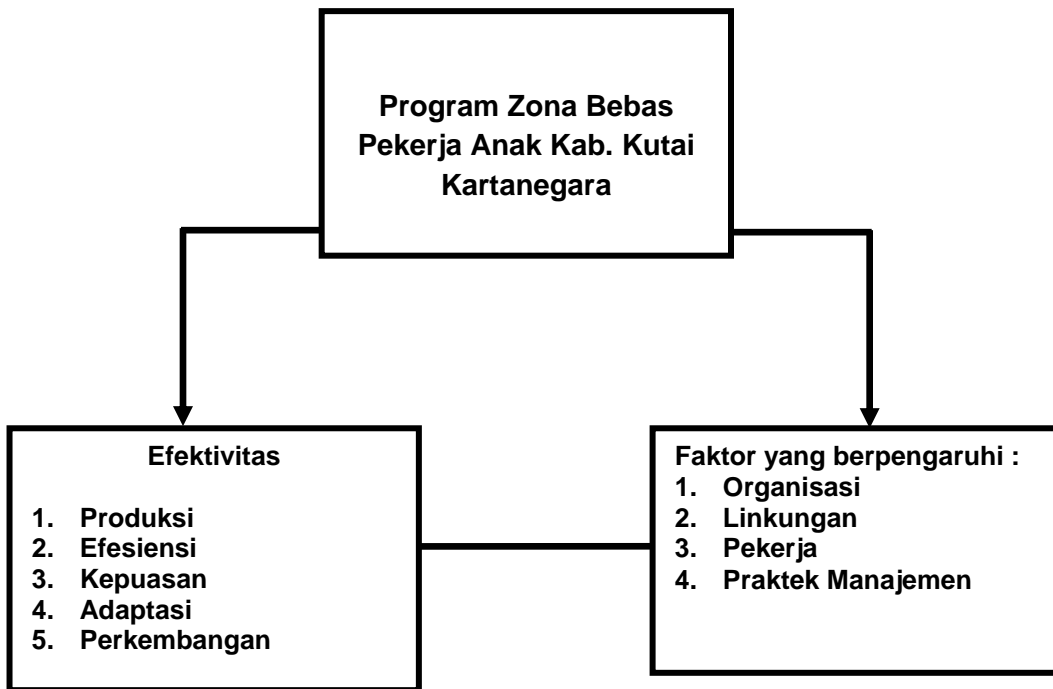 Program Zona Bebas
Pekerja Anak Kab. Kutai
Kartanegara
Efektivitas
1. Produksi
2. Efesiensi
3. Kepuasan
4. Adaptasi
5. Perkembangan
Faktor yang berpengaruhi :
1. Organisasi
2. Linkungan
3. Pekerja
4. Praktek Manajemen